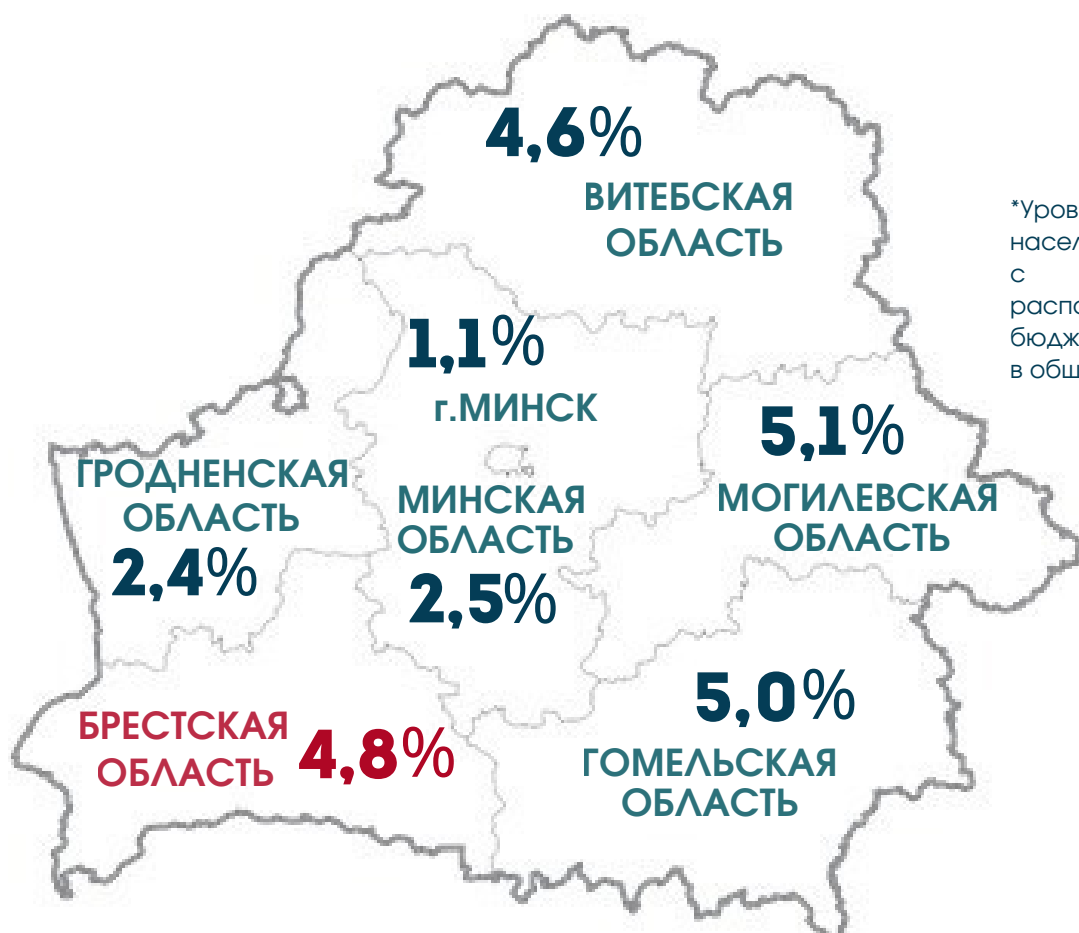 4,6%
ВИТЕБСКАЯ
ОБЛАСТЬ
*Уров
насел
с
распо
бюдж
в общ
1,1%
г.МИНСК
5,1%
МОГИЛЕВСКАЯ
ОБЛАСТЬ
ГРОДНЕНСКАЯ
ОБЛАСТЬ
2,4%
МИНСКАЯ
ОБЛАСТЬ
2,5%
БРЕСТСКАЯ
ОБЛАСТЬ 4,8%
5,0%
ГОМЕЛЬСКАЯ
ОБЛАСТЬ